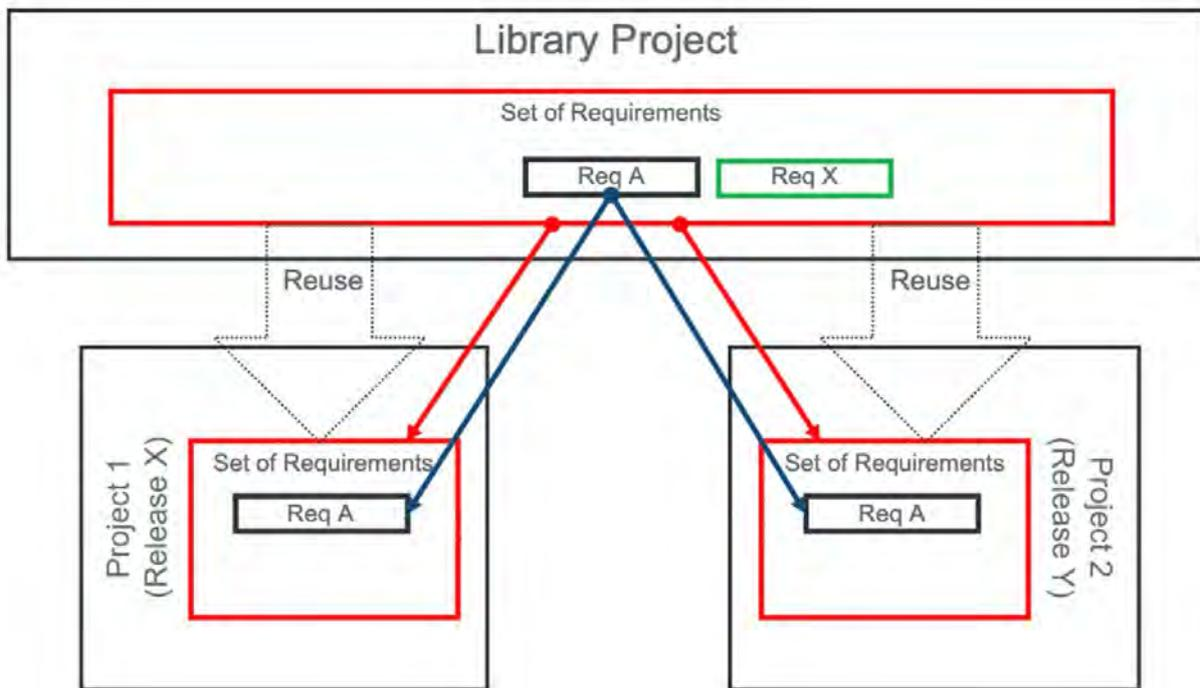 Library Project
Set of Requirements
Req A
Req X
Reuse
Reuse
Project 1
(Release X)
Set of Requirements
Req A
Set of Requirements
Req A
Project 2
(Release Y)